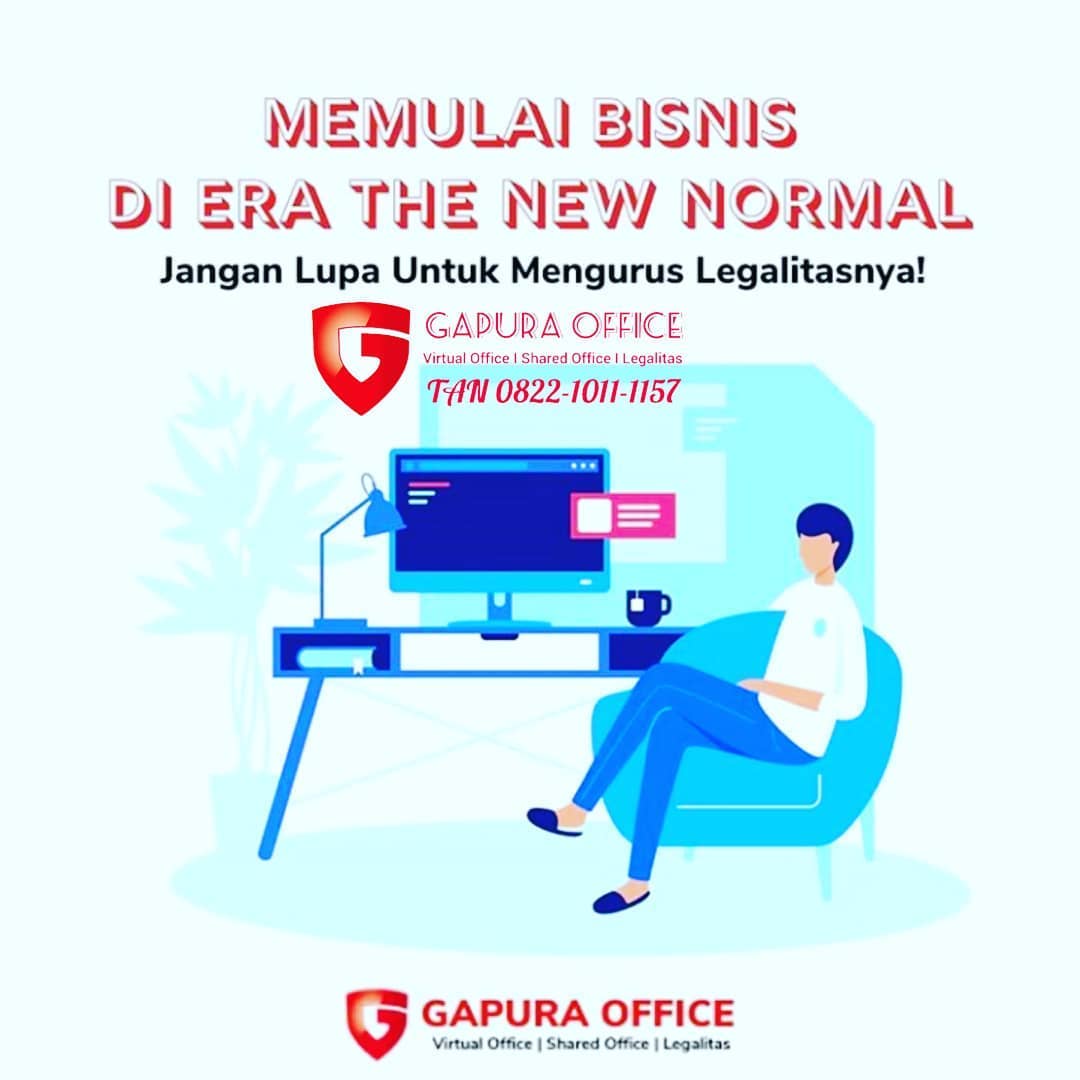 MEMULAI BISNIS
DI ERA THE NEW NORMAL
Jangan Lupa Untuk Mengurus Legalitasnya!
GAPURA OFFICE
Virtual Office I Shared Office I Legalitas
TAN 0822-1011-1157
GAPURA OFFICE
Virtual Office | Shared Office | Legalitas